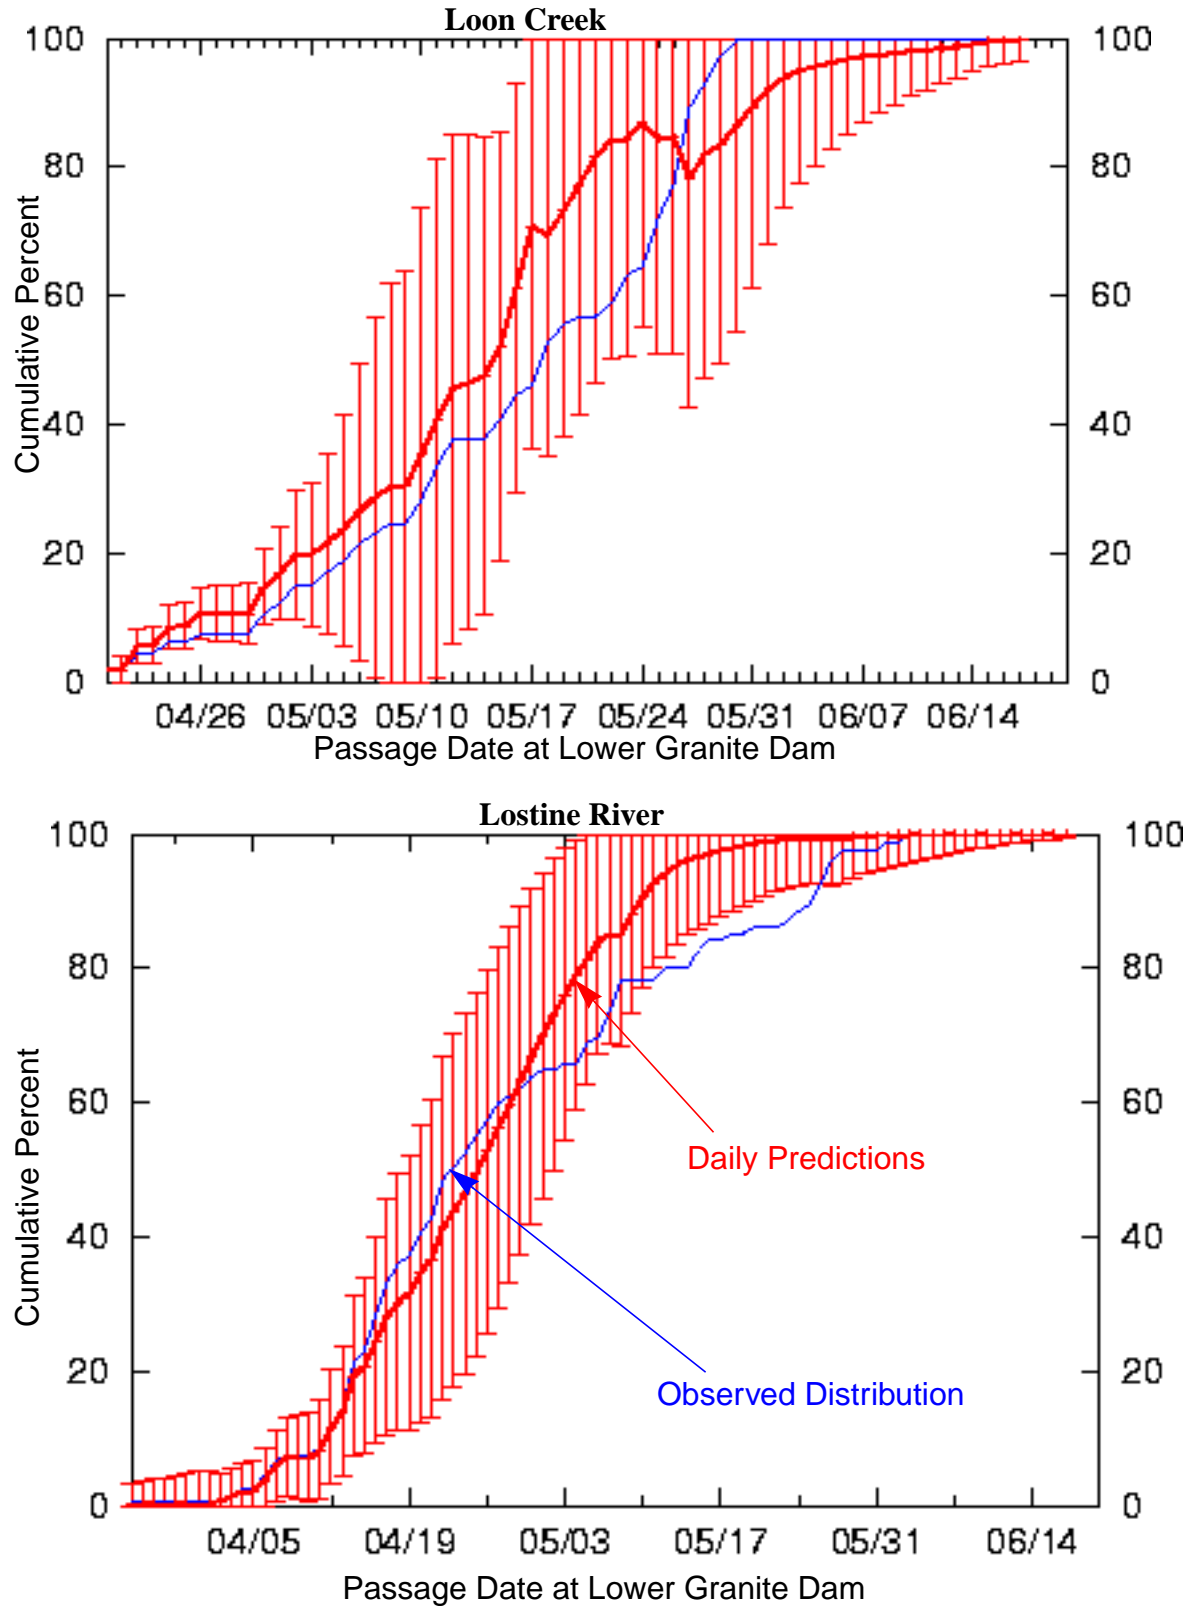 Loon Creek
100 100
80 80
60 60
40 40
20 20
0 0
Cumulative Percent
04/26 05/03 05/10 05/17 05/24 05/31 06/07 06/14
Passage Date at Lower Granite Dam
Lostine River
100 100
80 80
60 60
40 40
20 20
0 0
Cumulative Percent
Daily Predictions
Observed Distribution
04/05 04/19 05/03 05/17 05/31 06/14
Passage Date at Lower Granite Dam